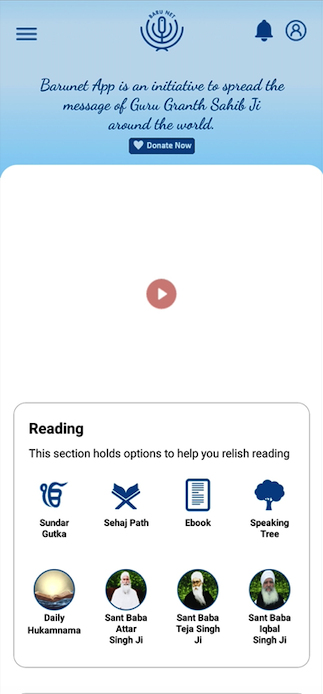 BARU NET
Barunet App is an initiative to spread the
message of Guru Granth Sahib Ji
around the world.
Donate Now
Reading
This section holds options to help you relish reading
Sundar
Gutka
Sehaj Path
Ebook
Speaking
Tree
Daily
Hukamnama
Sant Baba
Attar
Singh Ji
Sant Baba
Teja Singh
Ji
Sant Baba
Iqbal
Singh Ji